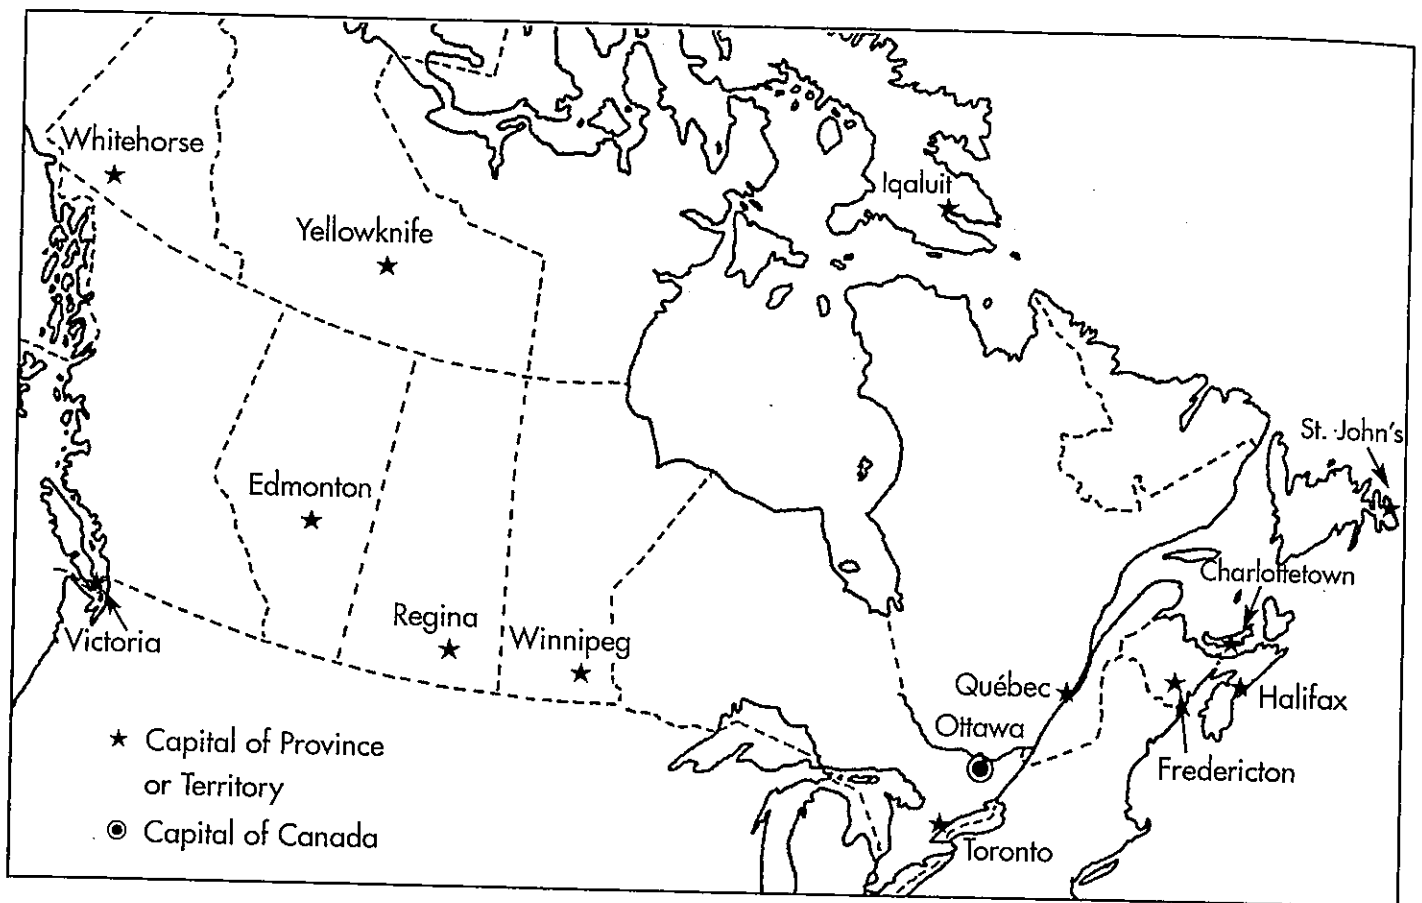 Whitehorse
Iqaluit
Yellowknife
St. John's
Edmonton
Charlottetown
Regina
Winnipeg
Victoria
Québec
Halifax
Ottawa
Fredericton
Toronto
★ Capital of Province
or Territory
Capital of Canada